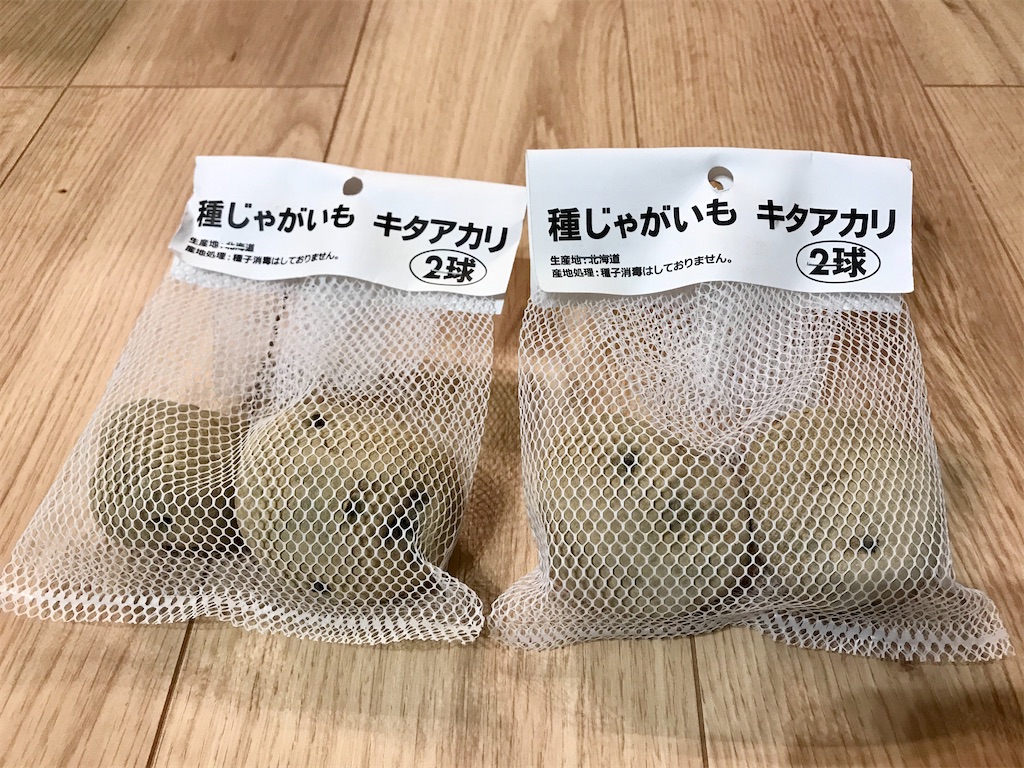 種じゃがいも キタアカリ
生産地:北海道
産地処理:種子消毒はしておりません。
2球
種じゃがいも キタアカリ
生産地:北海道
産地処理:種子消毒はしておりません。
2球